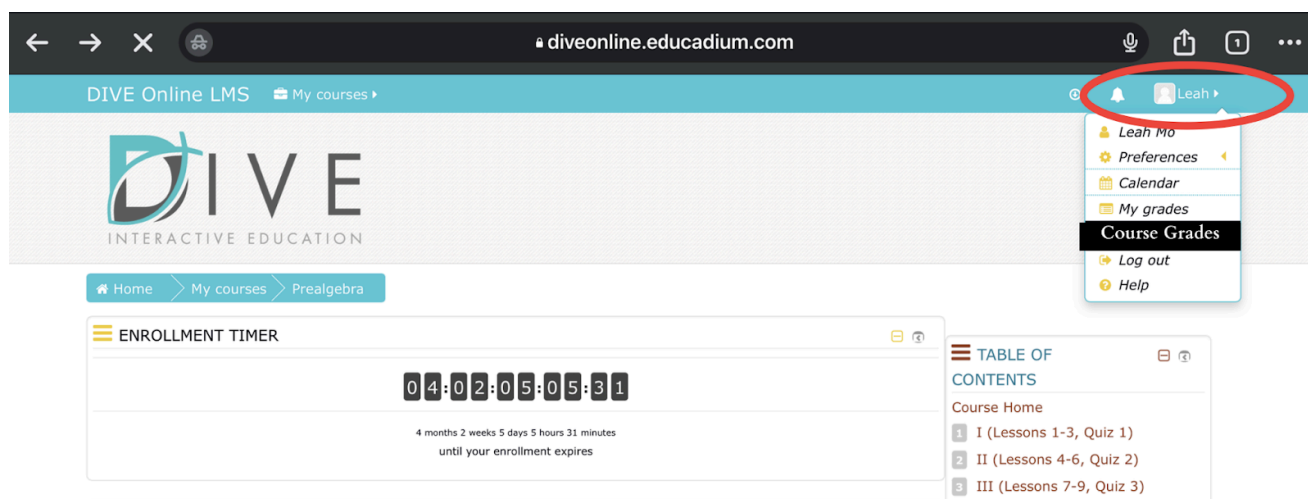 diveonline.educadium.com
1
DIVE Online LMS My courses
Leah
Leah Mo
Preferences
Calendar
My grades
Course Grades
Log out
Help
DIVE
INTERACTIVE EDUCATION
Home My courses Prealgebra
ENROLLMENT TIMER
04:02:05:05:31
4 months 2 weeks 5 days 5 hours 31 minutes
until your enrollment expires
TABLE OF
CONTENTS
Course Home
1 I (Lessons 1-3, Quiz 1)
2 II (Lessons 4-6, Quiz 2)
3 III (Lessons 7-9, Quiz 3)